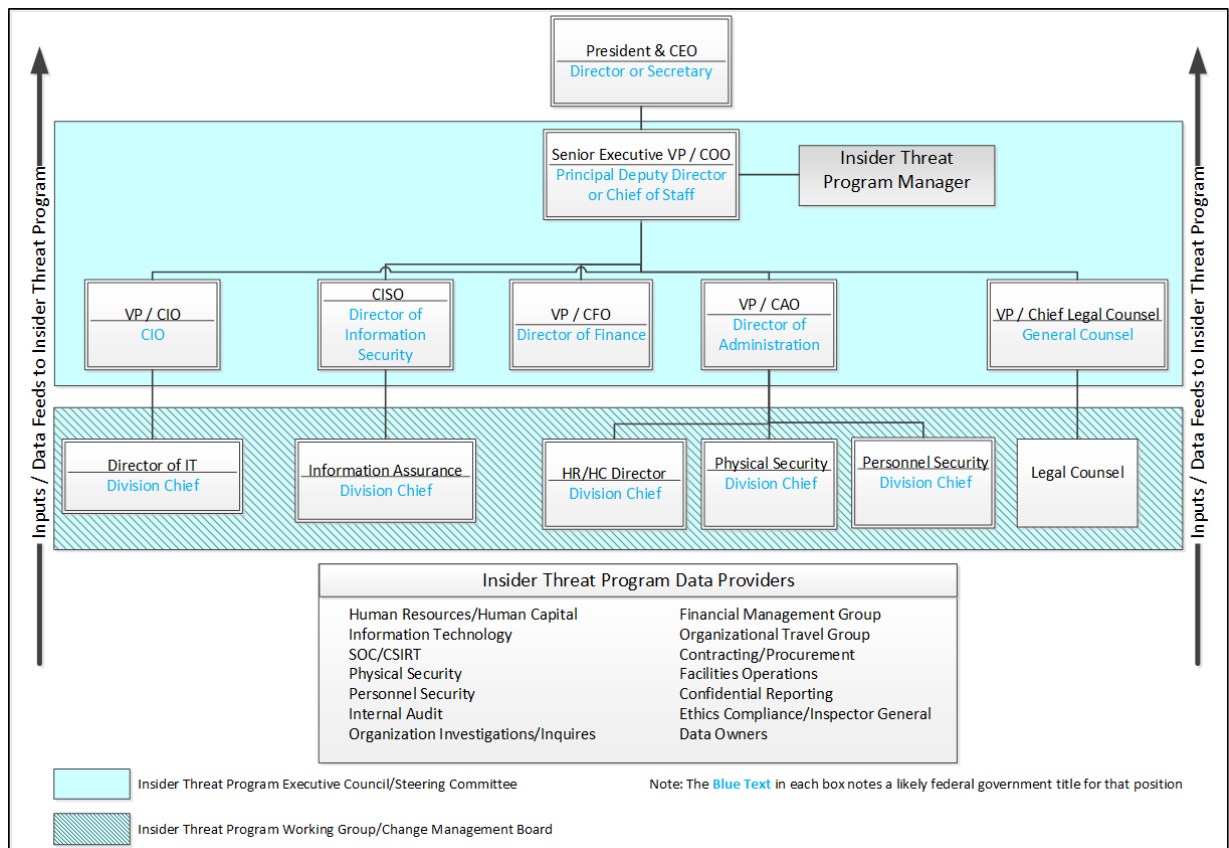 President & CEO
Director or Secretary
Inputs / Data Feeds to Insider Threat Program
Inputs / Data Feeds to Insider Threat Program
Senior Executive VP / COO
Principal Deputy Director
or Chief of Staff
Insider Threat
Program Manager
VP / CIO
CIO
CISO
Director of
Information
Security
VP / CFO
Director of Finance
VP / CAO
Director of
Administration
VP / Chief Legal Counsel
General Counsel
Director of IT
Division Chief
Information Assurance
Division Chief
HR/HC Director
Division Chief
Physical Security
Division Chief
Personnel Security
Division Chief
Legal Counsel
Insider Threat Program Data Providers
Human Resources/Human Capital
Information Technology
SOC/CSIRT
Physical Security
Personnel Security
Internal Audit
Organization Investigations/Inquires
Financial Management Group
Organizational Travel Group
Contracting/Procurement
Facilities Operations
Confidential Reporting
Ethics Compliance/Inspector General
Data Owners
Insider Threat Program Executive Council/Steering Committee
Note: The Blue Text in each box notes a likely federal government title for that position
Insider Threat Program Working Group/Change Management Board